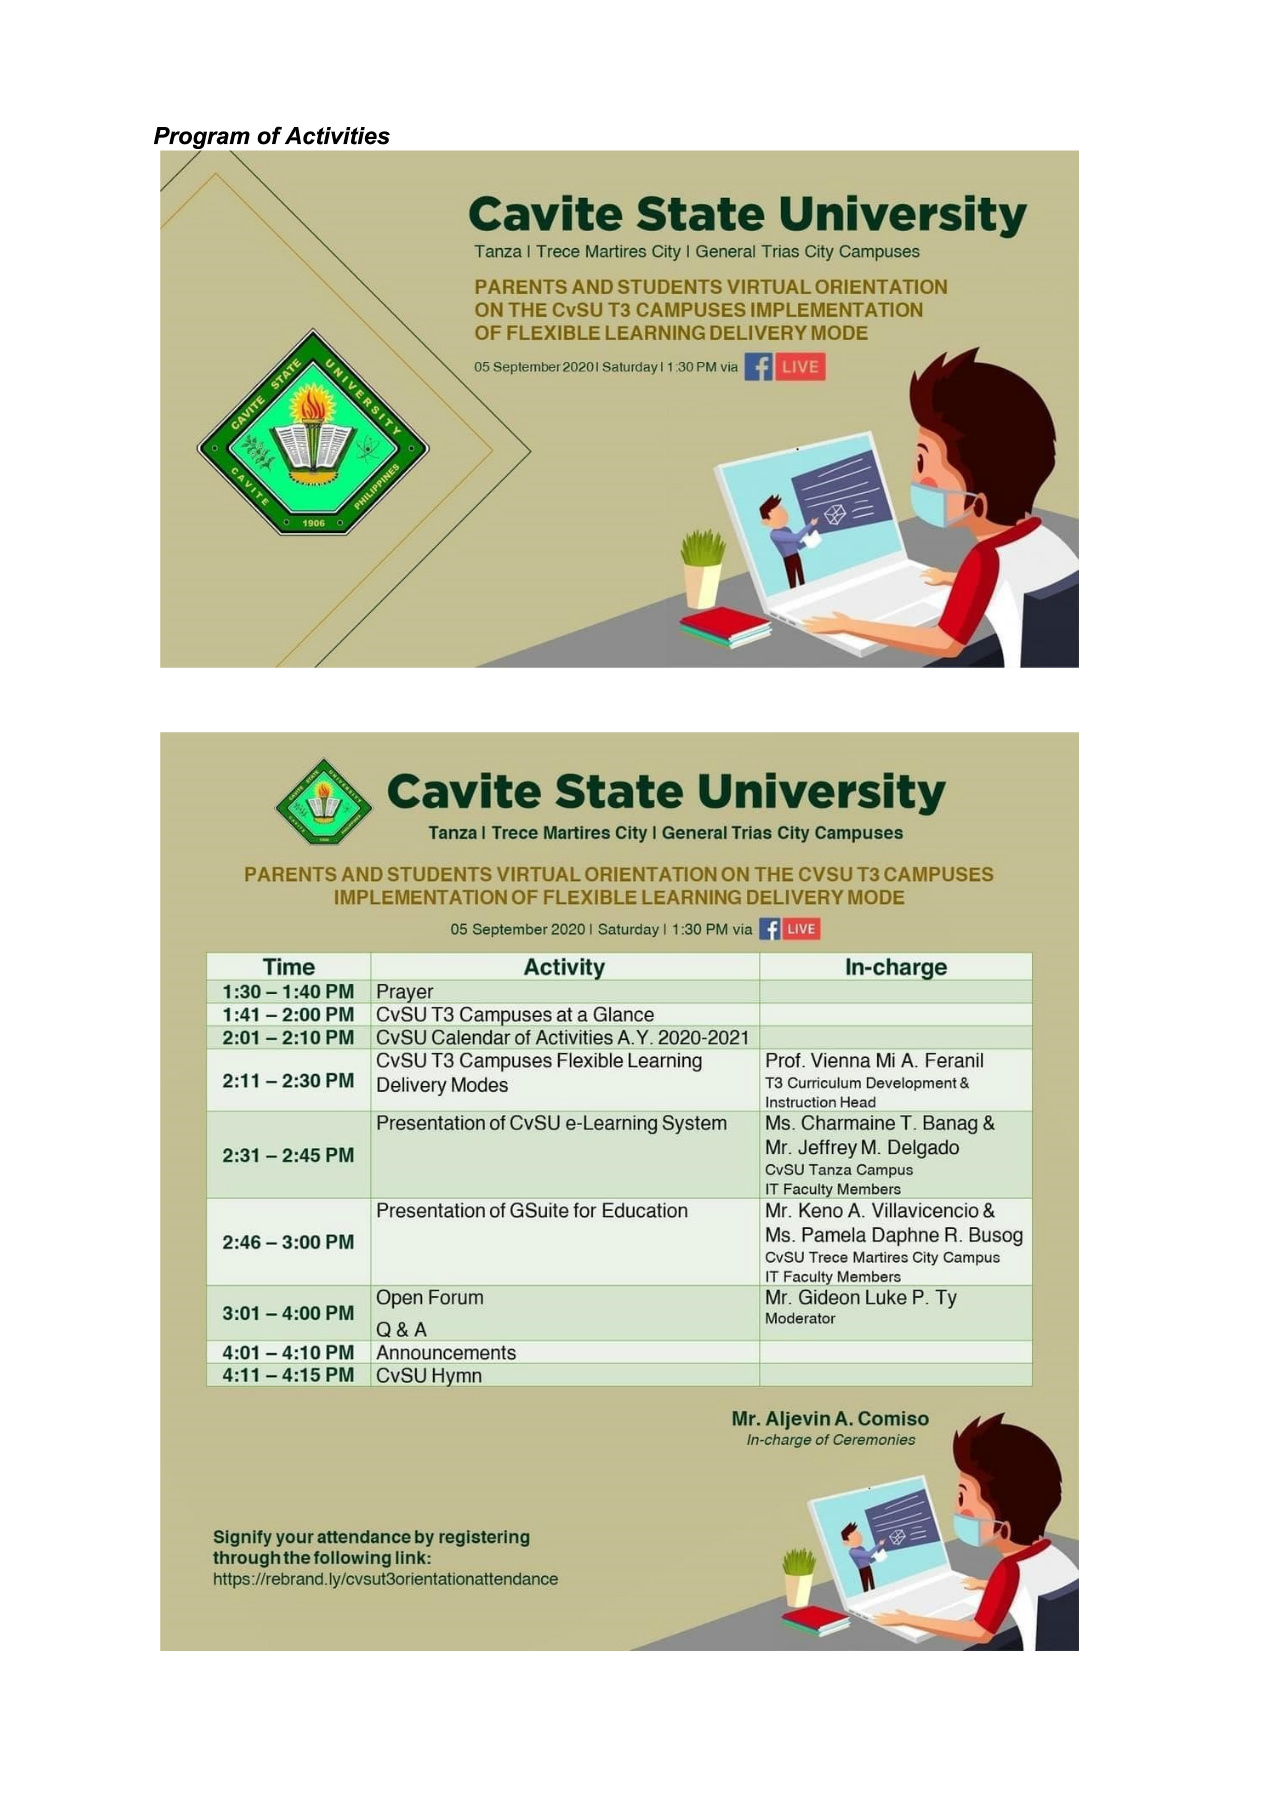 Program of Activities
Cavite State University
Tanza | Trece Martires City | General Trias City Campuses
PARENTS AND STUDENTS VIRTUAL ORIENTATION
ON THE CvSU T3 CAMPUSES IMPLEMENTATION
OF FLEXIBLE LEARNING DELIVERY MODE
05 September 2020 | Saturday | 1:30 PM via f LIVE
CAVITE STATE UNIVERSITY
CAVITE PHILIPPINES
1906
Cavite State University
Tanza | Trece Martires City | General Trias City Campuses
PARENTS AND STUDENTS VIRTUAL ORIENTATION ON THE CVSU T3 CAMPUSES
IMPLEMENTATION OF FLEXIBLE LEARNING DELIVERY MODE
05 September 2020 | Saturday | 1:30 PM via f LIVE
Time Activity In-charge
1:30 – 1:40 PM Prayer
1:41 – 2:00 PM CvSU T3 Campuses at a Glance
2:01 – 2:10 PM CvSU Calendar of Activities A.Y. 2020-2021
2:11 – 2:30 PM CvSU T3 Campuses Flexible Learning
Delivery Modes
Prof. Vienna Mi A. Feranil
T3 Curriculum Development &
Instruction Head
2:31 – 2:45 PM Presentation of CvSU e-Learning System
Ms. Charmaine T. Banag &
Mr. Jeffrey M. Delgado
CvSU Tanza Campus
IT Faculty Members
2:46 – 3:00 PM Presentation of GSuite for Education
Mr. Keno A. Villavicencio &
Ms. Pamela Daphne R. Busog
CvSU Trece Martires City Campus
IT Faculty Members
3:01 – 4:00 PM Open Forum
Q & A
Mr. Gideon Luke P. Ty
Moderator
4:01 – 4:10 PM Announcements
4:11 – 4:15 PM CvSU Hymn
Mr. Aljevin A. Comiso
In-charge of Ceremonies
Signify your attendance by registering
through the following link:
https://rebrand.ly/cvsut3orientationattendance